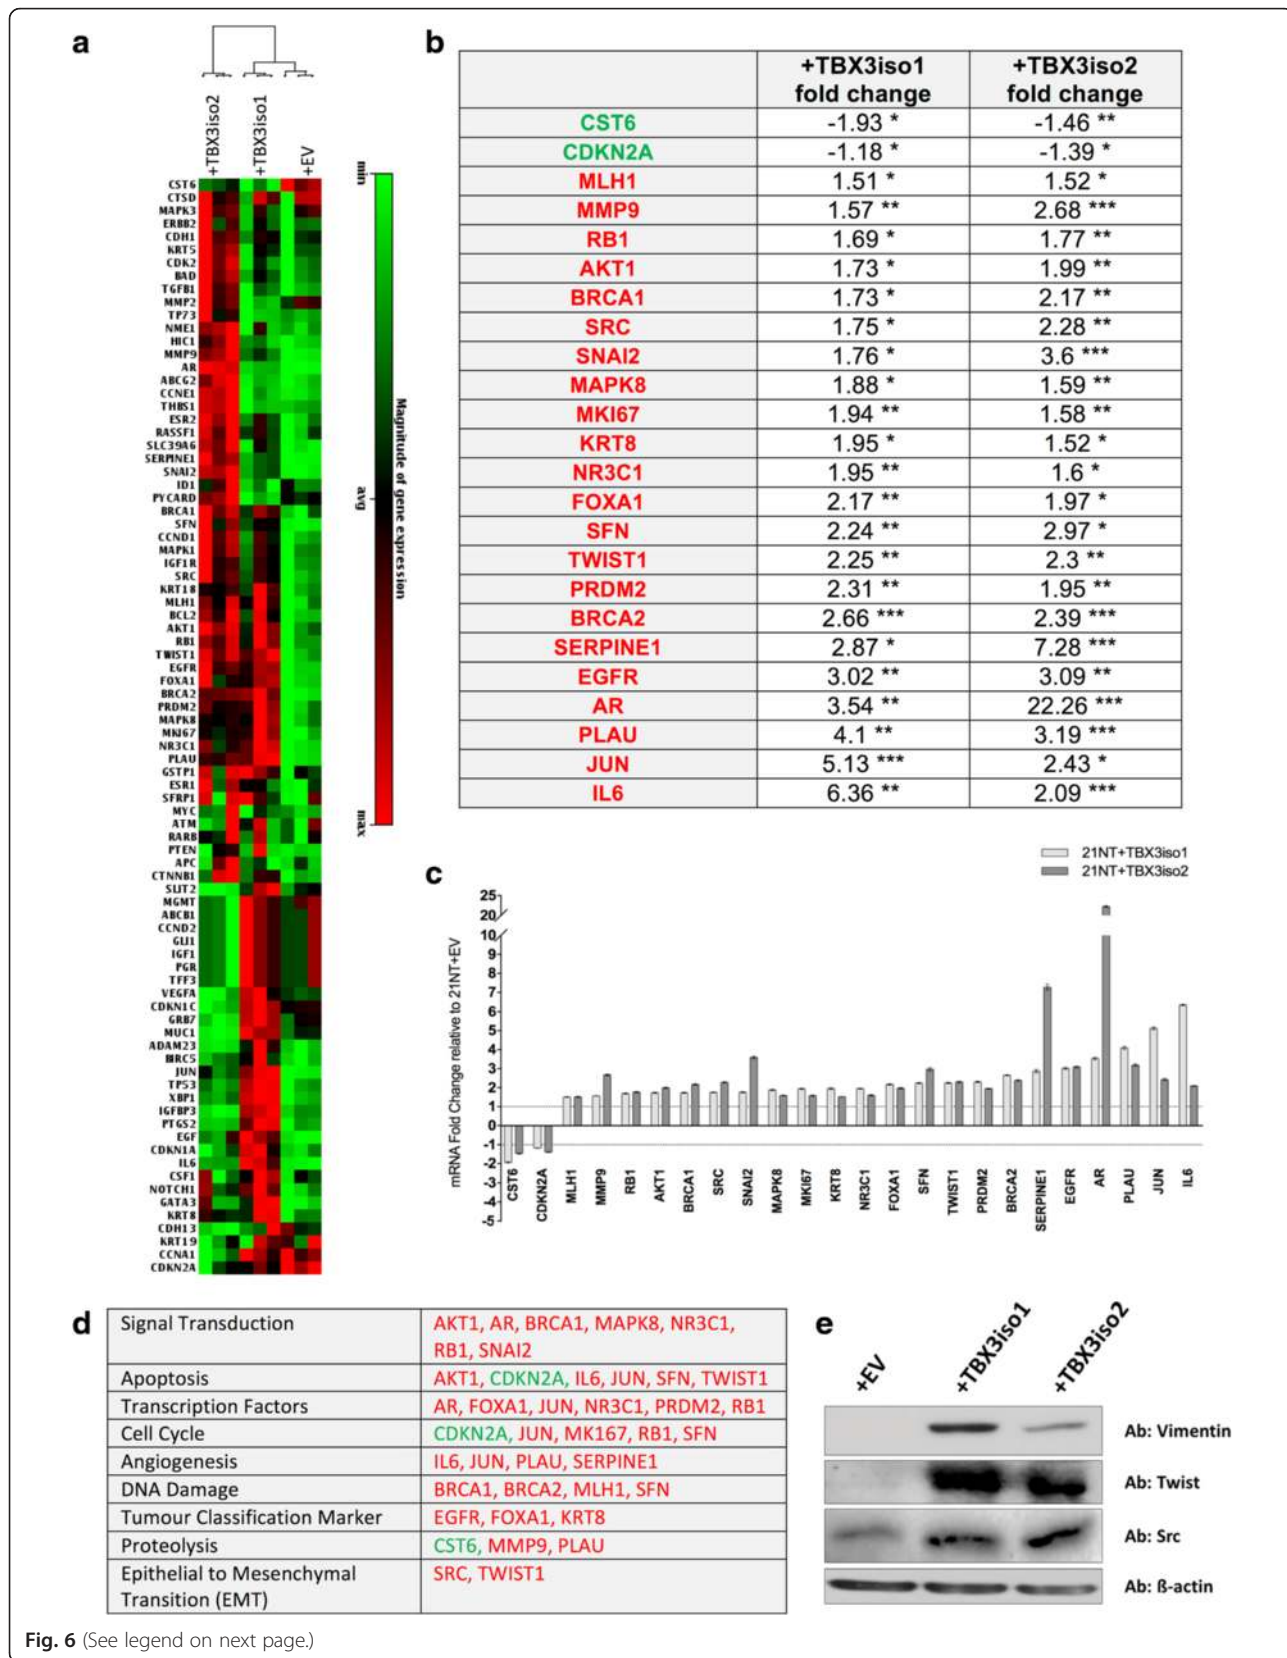 a
+TBX3iso2
+TBX3iso1
+EV
CST6
CTSD
MAPK3
ERBB2
CDH1
KRT5
CDK2
BAD
TGFB1
MMP2
TP73
NME1
HIC1
MMP9
AR
ABCG2
CCNE1
THBS1
ESR2
RASSF1
SLC39A6
SERPINE1
SNAI2
ID1
PYCARD
BRCA1
SFN
CCND1
MAPK1
IGF1R
SRC
KRT18
MLH1
BCL2
AKT1
RB1
TWIST1
EGFR
FOXA1
BRCA2
PRDM2
MAPK8
MKI67
NR3C1
PLAU
GSTP1
ESR1
SFRP1
MYC
ATM
RARB
PTEN
APC
CTNNB1
SLIT2
MGMT
ABCB1
CCND2
GLI1
IGF1
PGR
TFF3
VEGFA
CDKN1C
GRB7
MUC1
ADAM23
BIRC5
JUN
TP53
XBP1
IGFBP3
PTGS2
EGF
CDKN1A
IL6
CSF1
NOTCH1
GATA3
KRT8
CDH13
KRT19
CCNA1
CDKN2A
min
avg
max
Magnitude of gene expression
b
+TBX3iso1 fold change +TBX3iso2 fold change
CST6 -1.93 * -1.46 **
CDKN2A -1.18 * -1.39 *
MLH1 1.51 * 1.52 *
MMP9 1.57 ** 2.68 ***
RB1 1.69 * 1.77 **
AKT1 1.73 * 1.99 **
BRCA1 1.73 * 2.17 **
SRC 1.75 * 2.28 **
SNAI2 1.76 * 3.6 ***
MAPK8 1.88 * 1.59 **
MKI67 1.94 ** 1.58 **
KRT8 1.95 * 1.52 *
NR3C1 1.95 ** 1.6 *
FOXA1 2.17 ** 1.97 *
SFN 2.24 ** 2.97 *
TWIST1 2.25 ** 2.3 **
PRDM2 2.31 ** 1.95 **
BRCA2 2.66 *** 2.39 ***
SERPINE1 2.87 * 7.28 ***
EGFR 3.02 ** 3.09 **
AR 3.54 ** 22.26 ***
PLAU 4.1 ** 3.19 ***
JUN 5.13 *** 2.43 *
IL6 6.36 ** 2.09 ***
c
21NT+TBX3iso1
21NT+TBX3iso2
mRNA Fold Change relative to 21NT+EV
25
20
10
8
7
6
5
4
3
2
1
0
-1
-2
-3
-4
-5
CST6 CDKN2A MLH1 MMP9 RB1 AKT1 BRCA1 SRC SNAI2 MAPK8 MKI67 KRT8 NR3C1 FOXA1 SFN TWIST1 PRDM2 BRCA2 SERPINE1 EGFR AR PLAU JUN IL6
d
Signal Transduction AKT1, AR, BRCA1, MAPK8, NR3C1,
RB1, SNAI2
Apoptosis AKT1, CDKN2A, IL6, JUN, SFN, TWIST1
Transcription Factors AR, FOXA1, JUN, NR3C1, PRDM2, RB1
Cell Cycle CDKN2A, JUN, MK167, RB1, SFN
Angiogenesis IL6, JUN, PLAU, SERPINE1
DNA Damage BRCA1, BRCA2, MLH1, SFN
Tumour Classification Marker EGFR, FOXA1, KRT8
Proteolysis CST6, MMP9, PLAU
Epithelial to Mesenchymal SRC, TWIST1
Transition (EMT)
e
+EV
+TBX3iso1
+TBX3iso2
Ab: Vimentin
Ab: Twist
Ab: Src
Ab: ß-actin
Fig. 6 (See legend on next page.)